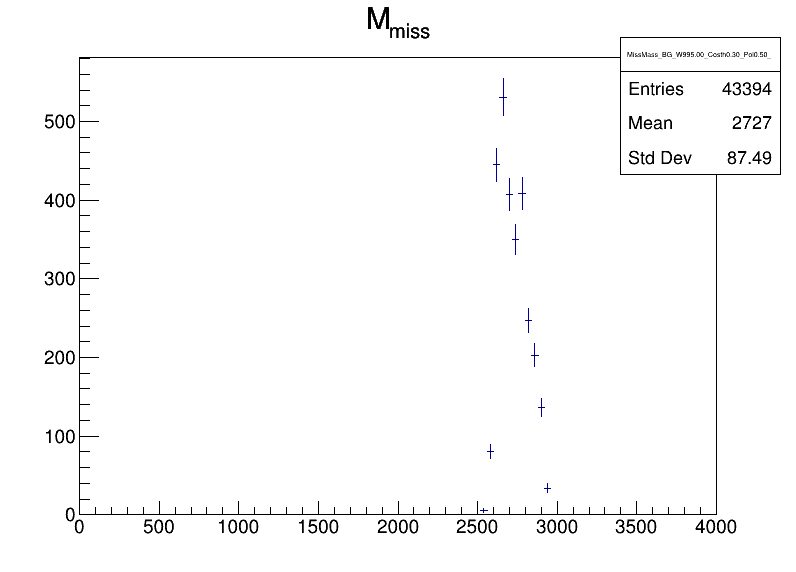 M_miss
MissMass_BG_W995.00_Costh0.30_Pol0.50_
Entries 43394
Mean 2727
Std Dev 87.49
500
400
300
200
100
0
0 500 1000 1500 2000 2500 3000 3500 4000